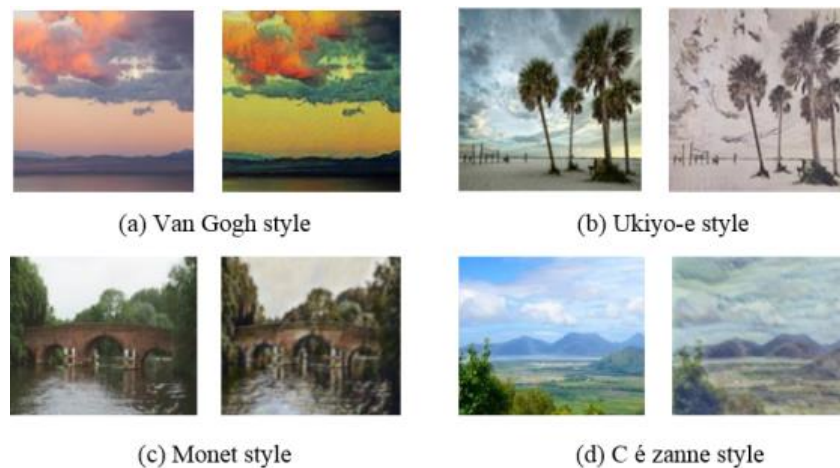 (a) Van Gogh style
(b) Ukiyo-e style
(c) Monet style
(d) C é zanne style